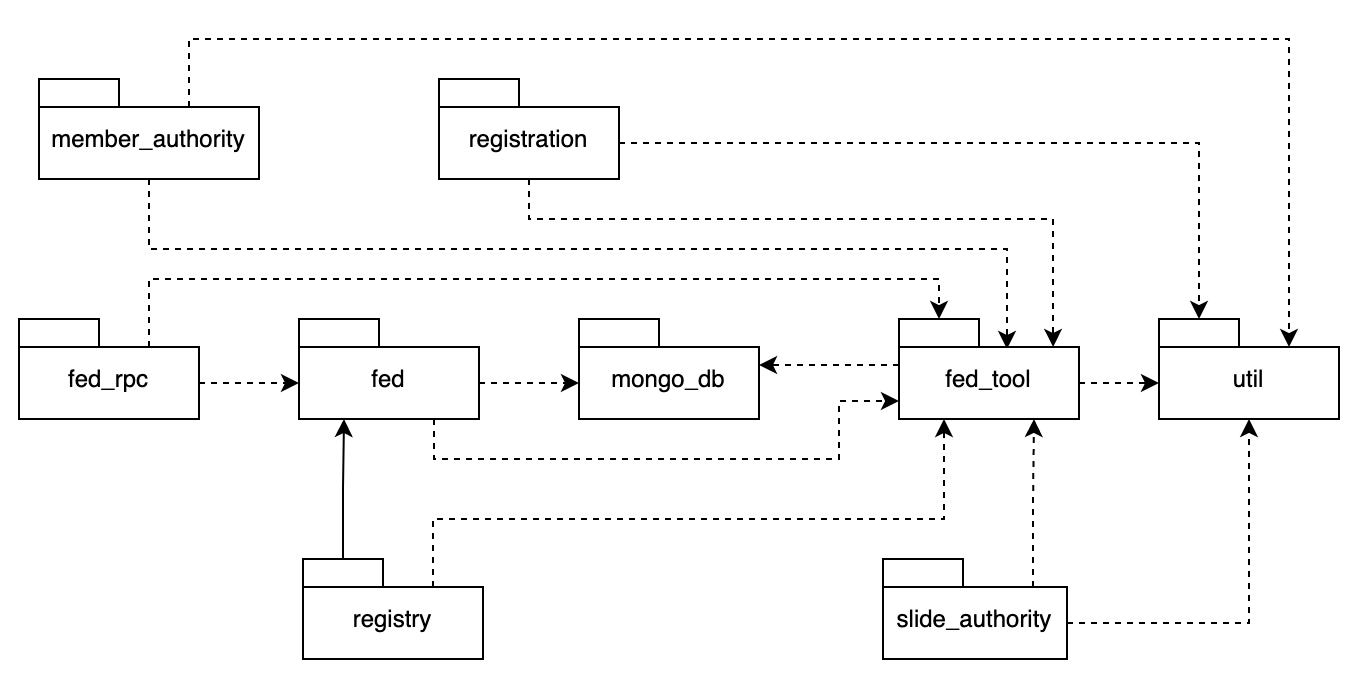 member_authority
registration
fed_rpc
fed
mongo_db
fed_tool
util
registry
slide_authority